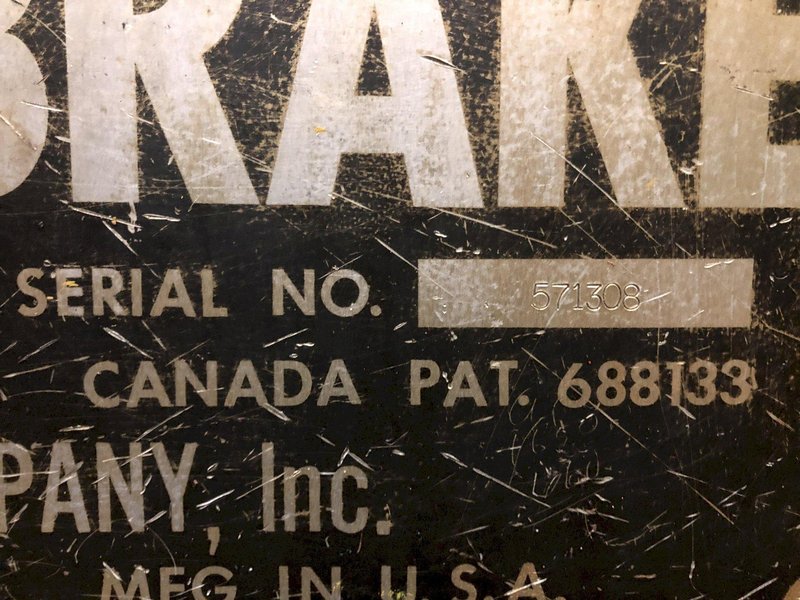 BRAKE
SERIAL NO. 571308
CANADA PAT. 688133
PANY, Inc.
MFG IN U.S.A.